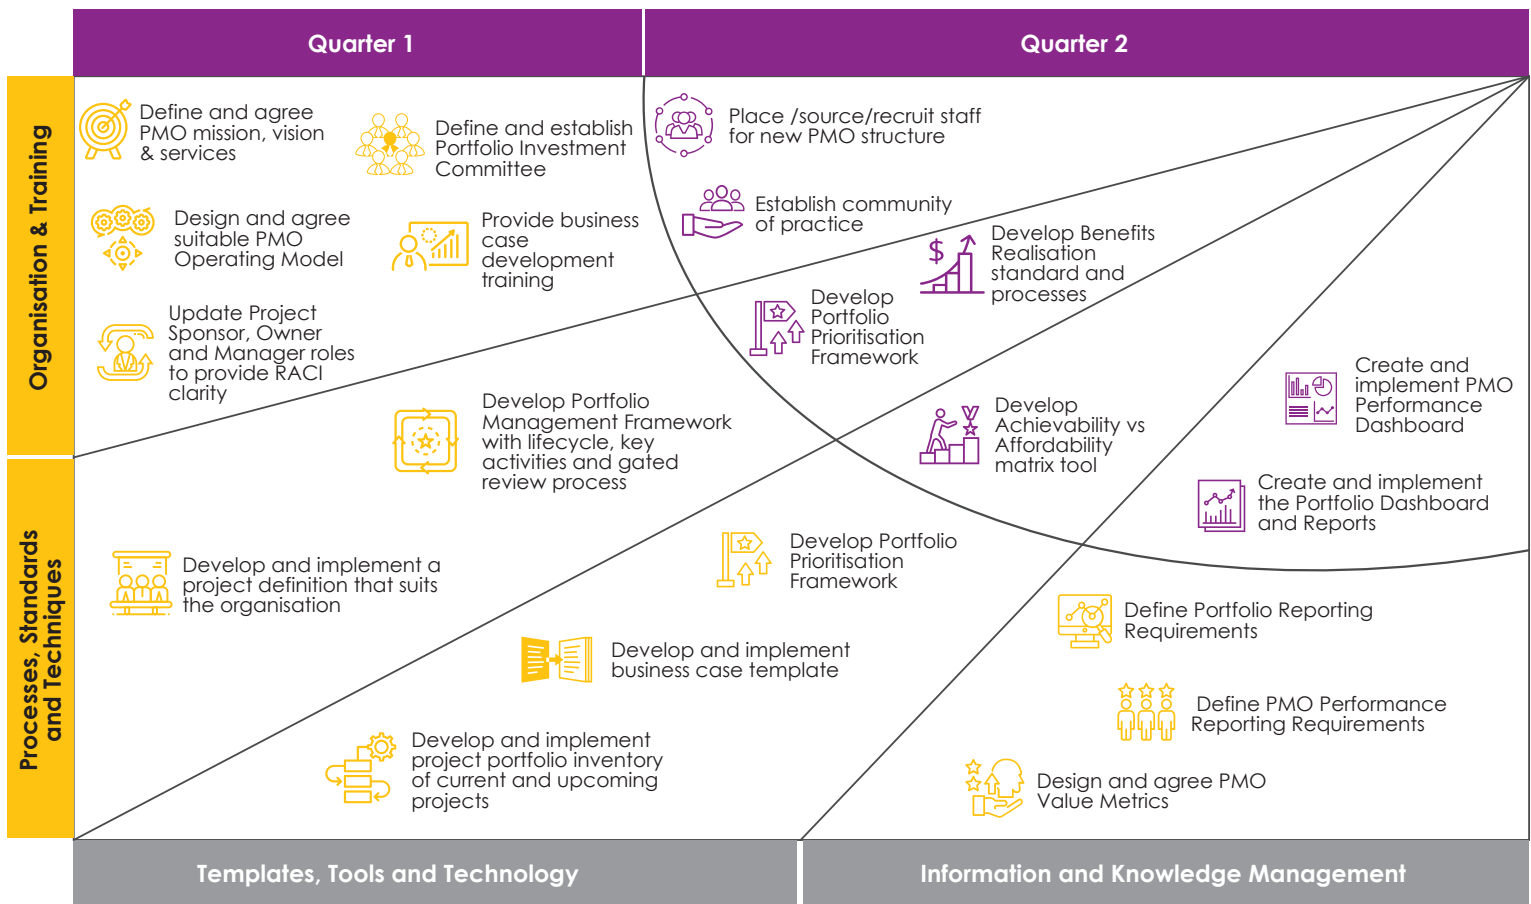 Quarter 1
Quarter 2
Organisation & Training
Define and agree
PMO mission, vision
& services
Define and establish
Portfolio Investment
Committee
Design and agree
suitable PMO
Operating Model
Provide business
case
development
training
Update Project
Sponsor, Owner
and Manager roles
to provide RACI
clarity
Place /source/recruit staff
for new PMO structure
Establish community
of practice
Processes, Standards
and Techniques
Develop Portfolio
Management Framework
with lifecycle, key
activities and gated
review process
Develop and implement a
project definition that suits
the organisation
$
Develop Benefits
Realisation
standard and
processes
Develop
Portfolio
Prioritisation
Framework
Develop
Achievability vs
Affordability
matrix tool
Develop Portfolio
Prioritisation
Framework
Develop and implement
business case template
Develop and implement
project portfolio inventory
of current and upcoming
projects
Create and
implement PMO
Performance
Dashboard
Create and implement
the Portfolio Dashboard
and Reports
Define Portfolio Reporting
Requirements
Define PMO Performance
Reporting Requirements
Design and agree PMO
Value Metrics
Templates, Tools and Technology
Information and Knowledge Management